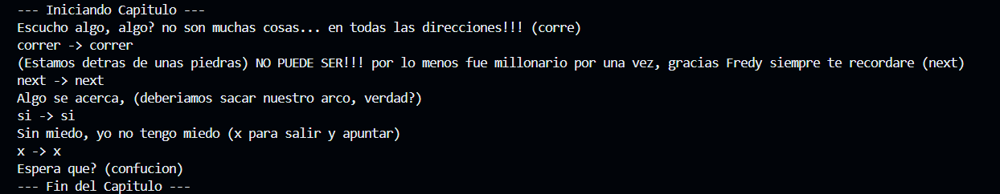 --- Iniciando Capitulo ---
Escucho algo, algo? no son muchas cosas... en todas las direcciones!!! (corre)
correr -> correr
(Estamos detras de unas piedras) NO PUEDE SER!!! por lo menos fue millonario por una vez, gracias Fredy siempre te recordare (next)
next -> next
Algo se acerca, (deberiamos sacar nuestro arco, verdad?)
si -> si
Sin miedo, yo no tengo miedo (x para salir y apuntar)
x -> x
Espera que? (confucion)
--- Fin del Capitulo ---